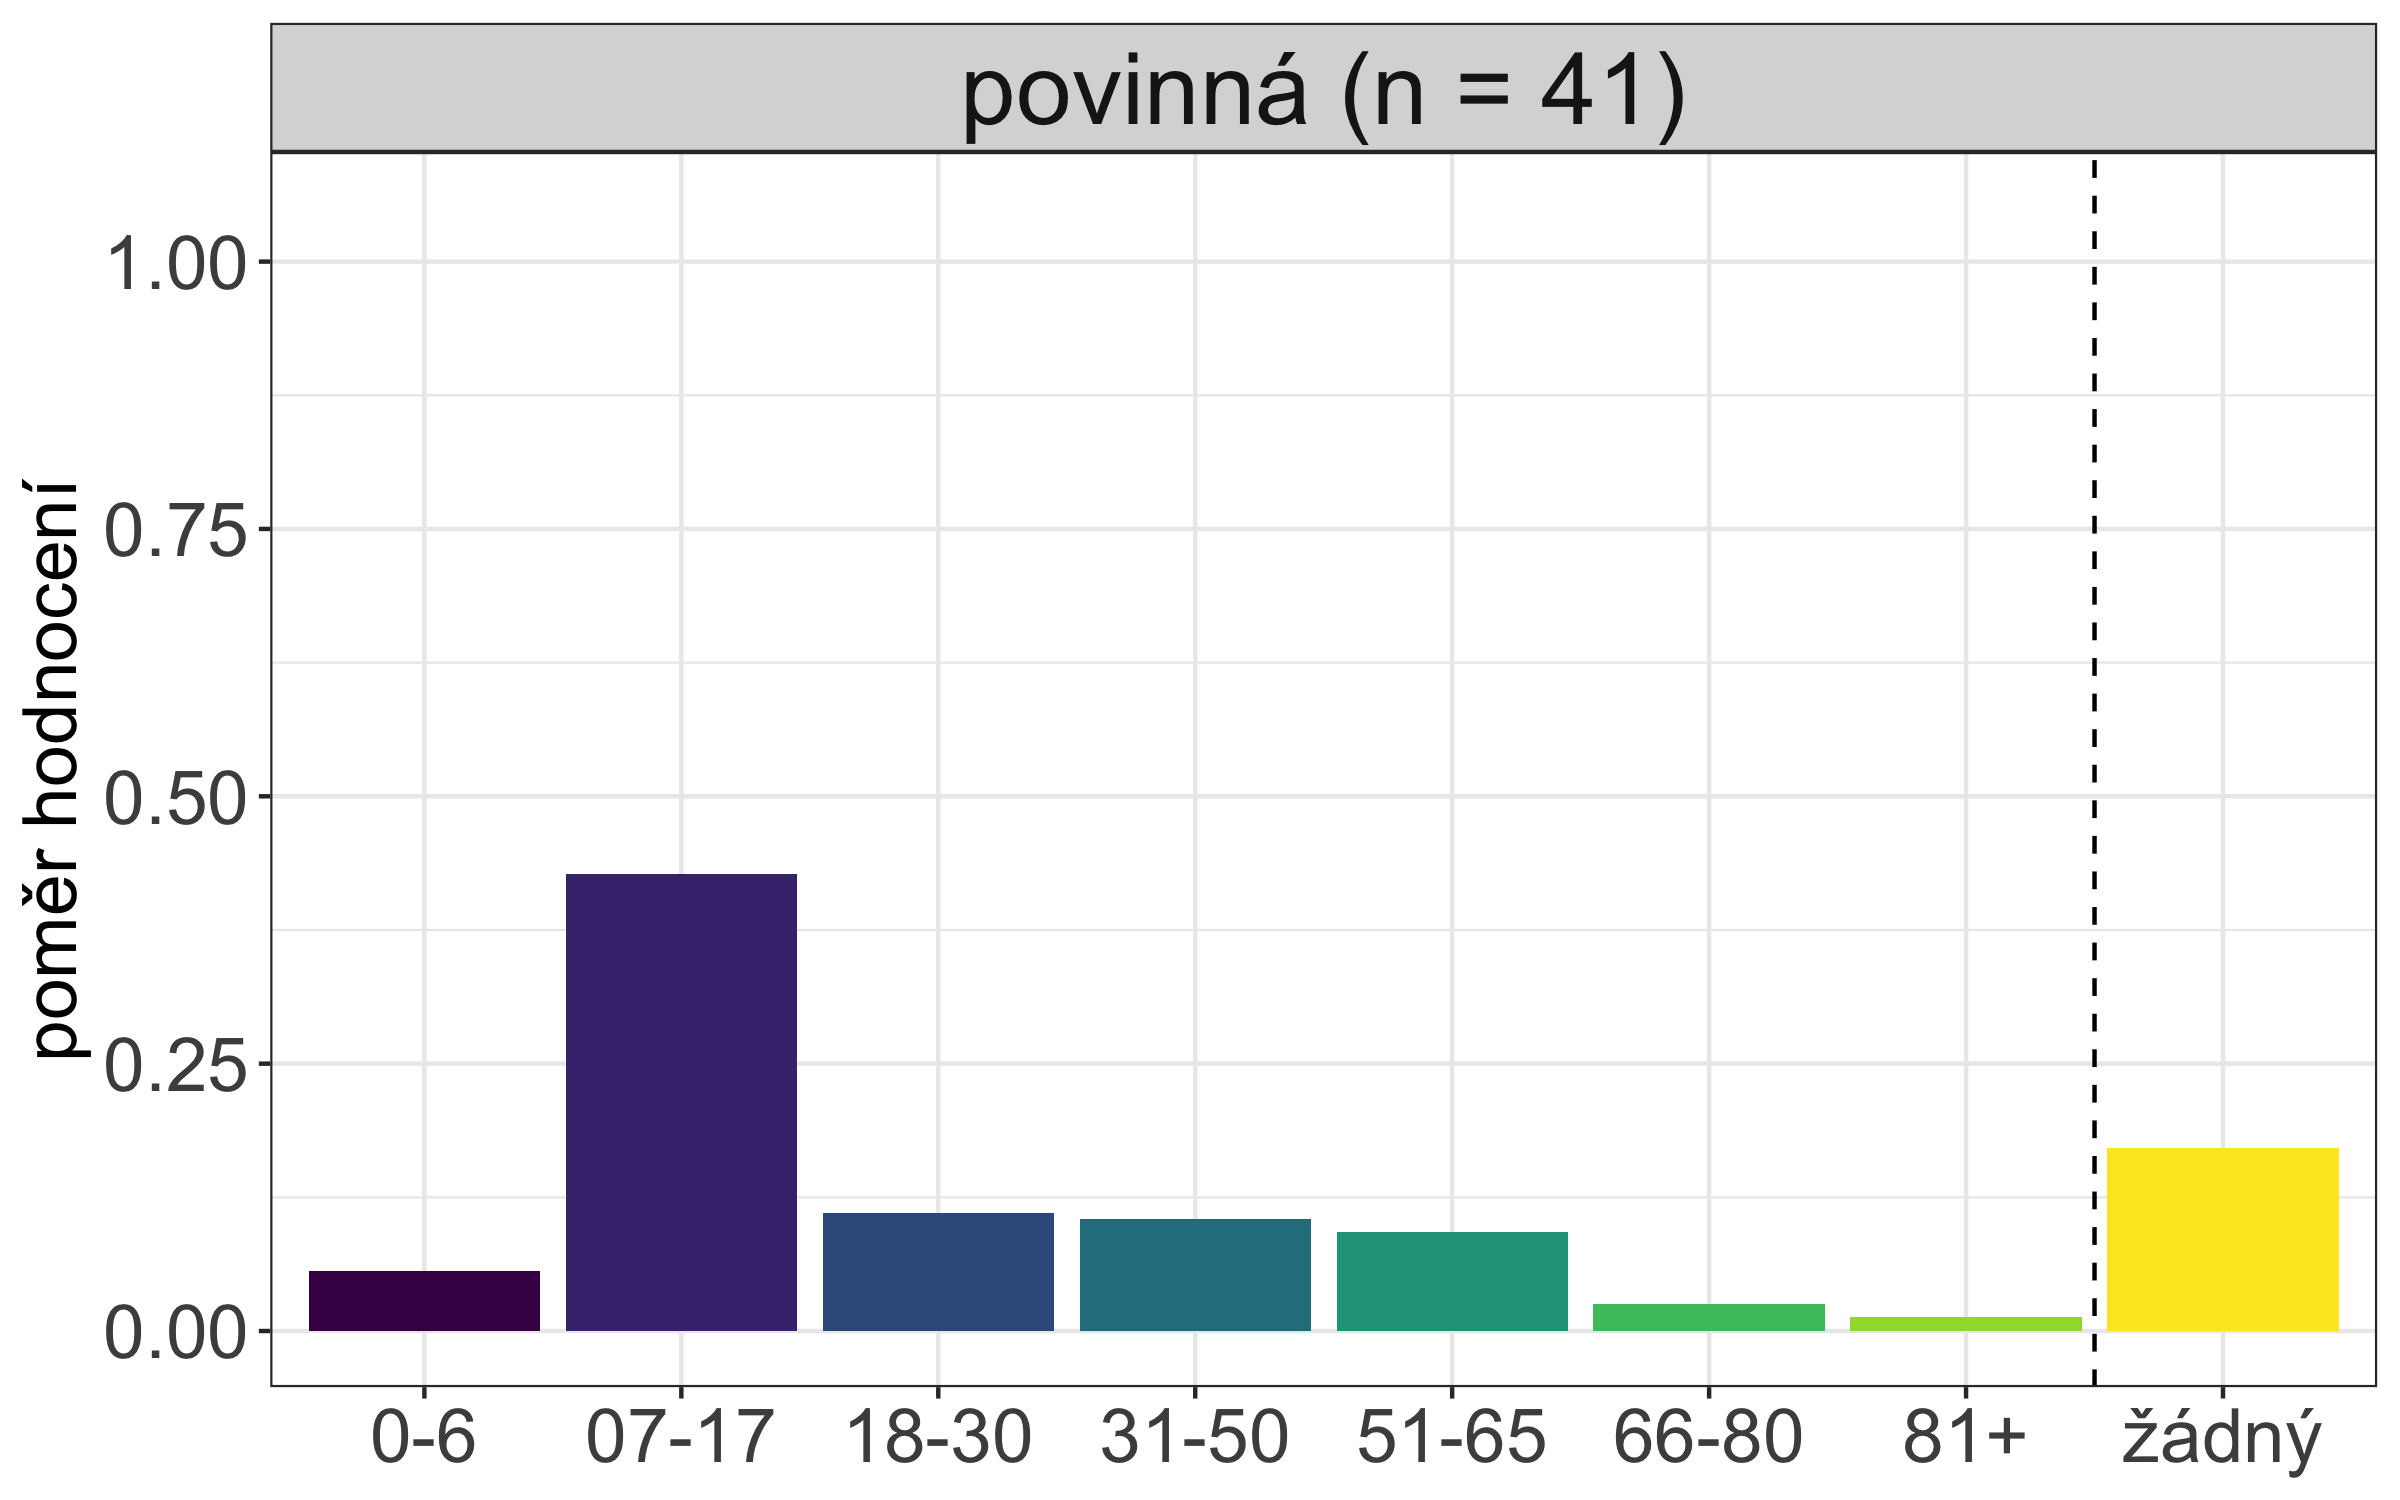 povinná (n = 41)
poměr hodnocení
1.00
0.75
0.50
0.25
0.00
0-6 07-17 18-30 31-50 51-65 66-80 81+ žádný